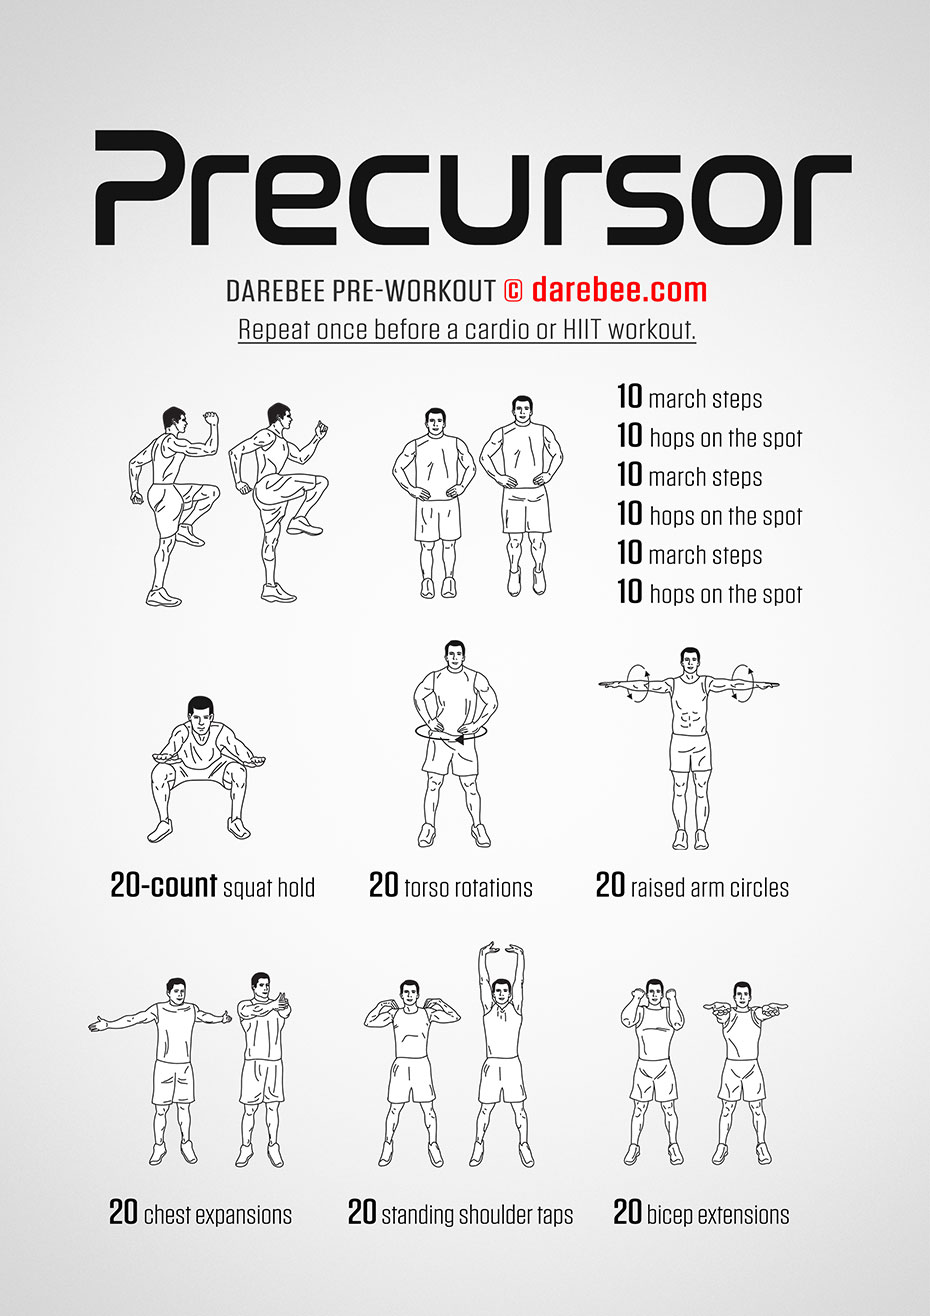 Precursor
DAREBEE PRE-WORKOUT © darebee.com
Repeat once before a cardio or HIIT workout.
10 march steps
10 hops on the spot
10 march steps
10 hops on the spot
10 march steps
10 hops on the spot
20-count squat hold
20 torso rotations
20 raised arm circles
20 chest expansions
20 standing shoulder taps
20 bicep extensions